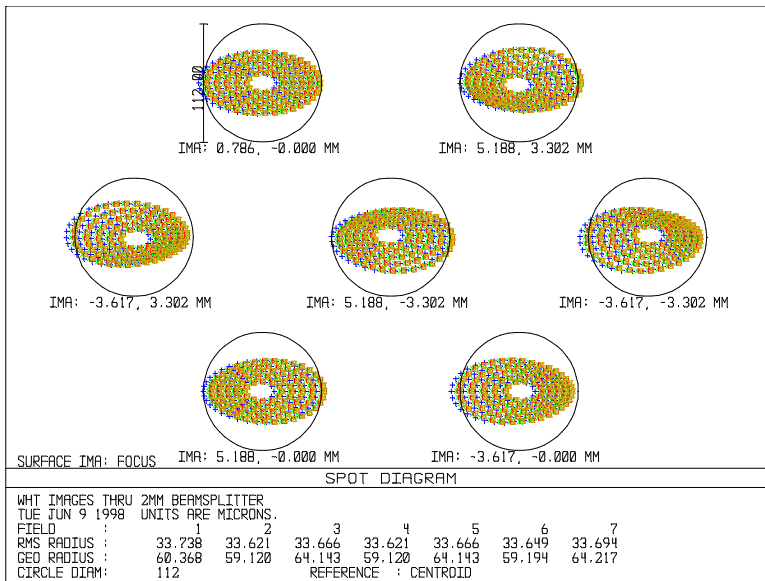 112.00
IMA: 0.786, -0.000 MM
IMA: 5.188, 3.302 MM
IMA: -3.617, 3.302 MM
IMA: 5.188, -3.302 MM
IMA: -3.617, -3.302 MM
IMA: 5.188, -0.000 MM
IMA: -3.617, -0.000 MM
SURFACE IMA: FOCUS
SPOT DIAGRAM
WHT IMAGES THRU 2MM BEAMSPLITTER
TUE JUN 9 1998 UNITS ARE MICRONS.
FIELD : 1 2 3 4 5 6 7
RMS RADIUS : 33.738 33.621 33.666 33.621 33.666 33.649 33.694
GEO RADIUS : 60.368 59.120 64.143 59.120 64.143 59.194 64.217
CIRCLE DIAM: 112 REFERENCE : CENTROID